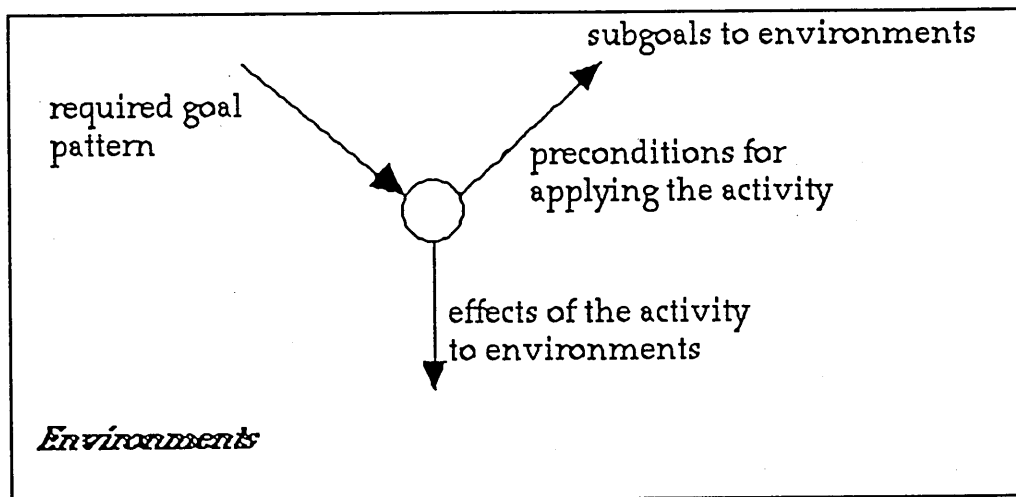 subgoals to environments
required goal
pattern
preconditions for
applying the activity
effects of the activity
to environments
Environments